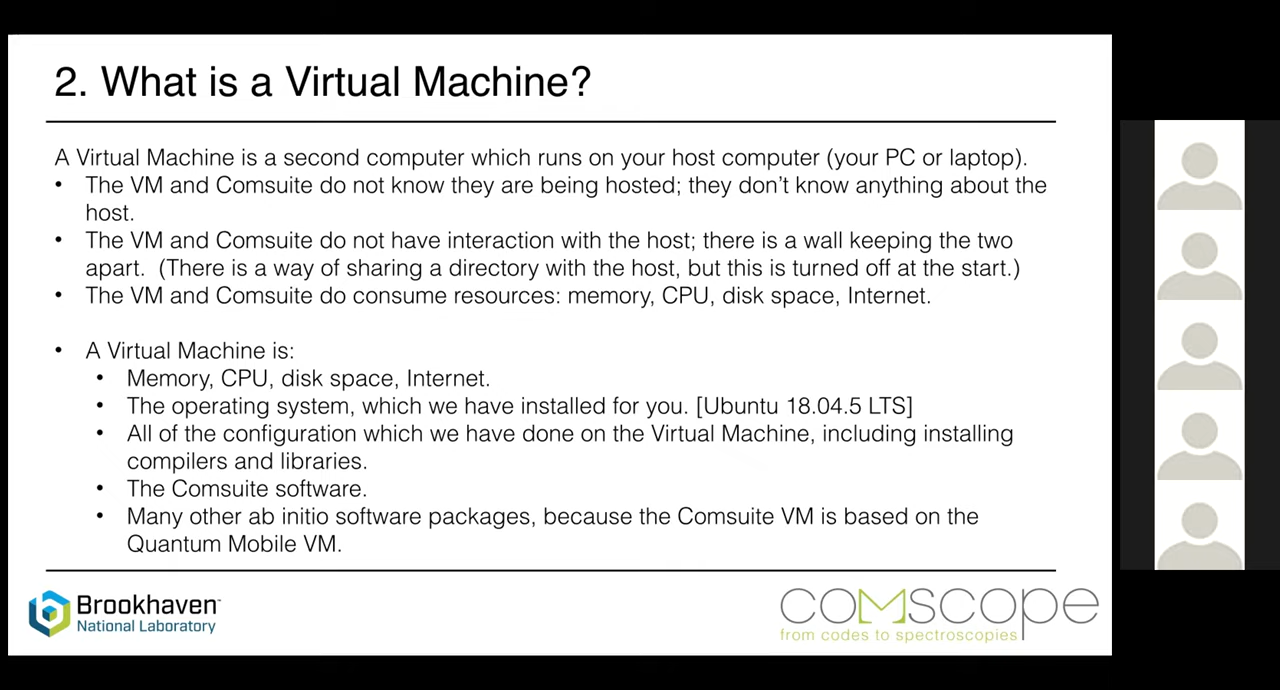 2. What is a Virtual Machine?
A Virtual Machine is a second computer which runs on your host computer (your PC or laptop).
• The VM and Comsuite do not know they are being hosted; they don't know anything about the
host.
• The VM and Comsuite do not have interaction with the host; there is a wall keeping the two
apart.  (There is a way of sharing a directory with the host, but this is turned off at the start.)
• The VM and Comsuite do consume resources: memory, CPU, disk space, Internet.
• A Virtual Machine is:
• Memory, CPU, disk space, Internet.
• The operating system, which we have installed for you. [Ubuntu 18.04.5 LTS]
• All of the configuration which we have done on the Virtual Machine, including installing
compilers and libraries.
• The Comsuite software.
• Many other ab initio software packages, because the Comsuite VM is based on the
Quantum Mobile VM.
Brookhaven™
National Laboratory
comscope
from codes to spectroscopies